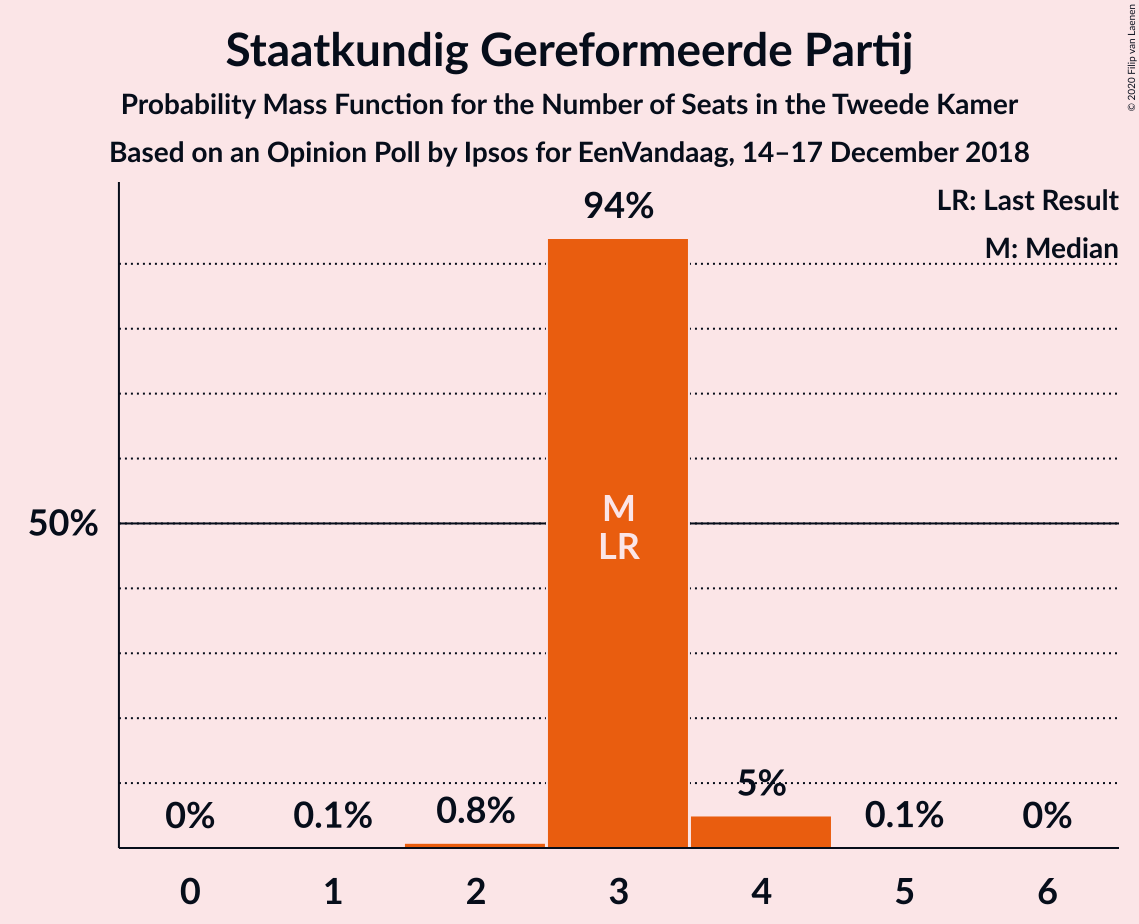 Staatkundig Gereformeerde Partij
Probability Mass Function for the Number of Seats in the Tweede Kamer
Based on an Opinion Poll by Ipsos for EenVandaag, 14–17 December 2018
© 2020 Filip van Laenen
LR: Last Result
M: Median
94%
50%
M
LR
0%
0.1%
0.8%
5%
0.1%
0%
0
1
2
3
4
5
6